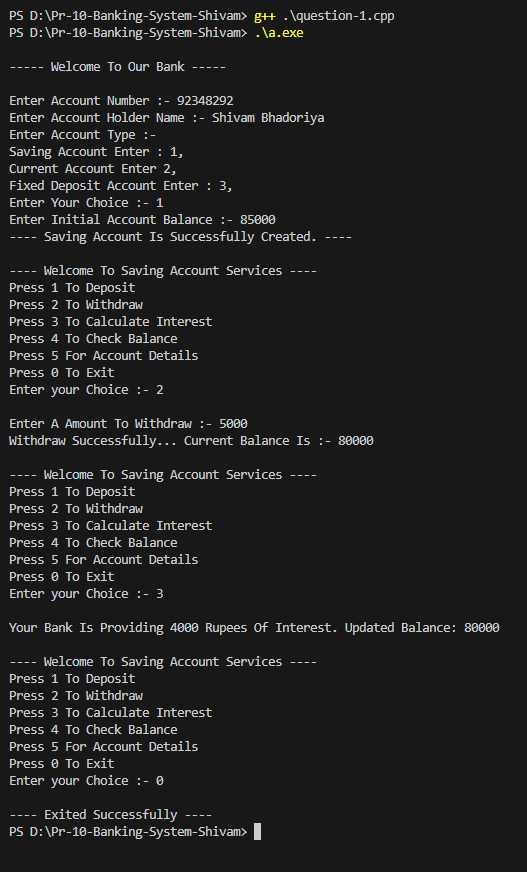 PS D:\Pr-10-Banking-System-Shivam> g++ .\question-1.cpp
PS D:\Pr-10-Banking-System-Shivam> .\a.exe
----- Welcome To Our Bank -----
Enter Account Number :- 92348292
Enter Account Holder Name :- Shivam Bhadoriya
Enter Account Type :-
Saving Account Enter : 1,
Current Account Enter 2,
Fixed Deposit Account Enter : 3,
Enter Your Choice :- 1
Enter Initial Account Balance :- 85000
---- Saving Account Is Successfully Created. ----
---- Welcome To Saving Account Services ----
Press 1 To Deposit
Press 2 To Withdraw
Press 3 To Calculate Interest
Press 4 To Check Balance
Press 5 For Account Details
Press 0 To Exit
Enter your Choice :- 2
Enter A Amount To Withdraw :- 5000
Withdraw Successfully... Current Balance Is :- 80000
---- Welcome To Saving Account Services ----
Press 1 To Deposit
Press 2 To Withdraw
Press 3 To Calculate Interest
Press 4 To Check Balance
Press 5 For Account Details
Press 0 To Exit
Enter your Choice :- 3
Your Bank Is Providing 4000 Rupees Of Interest. Updated Balance: 80000
---- Welcome To Saving Account Services ----
Press 1 To Deposit
Press 2 To Withdraw
Press 3 To Calculate Interest
Press 4 To Check Balance
Press 5 For Account Details
Press 0 To Exit
Enter your Choice :- 0
---- Exited Successfully ----
PS D:\Pr-10-Banking-System-Shivam>